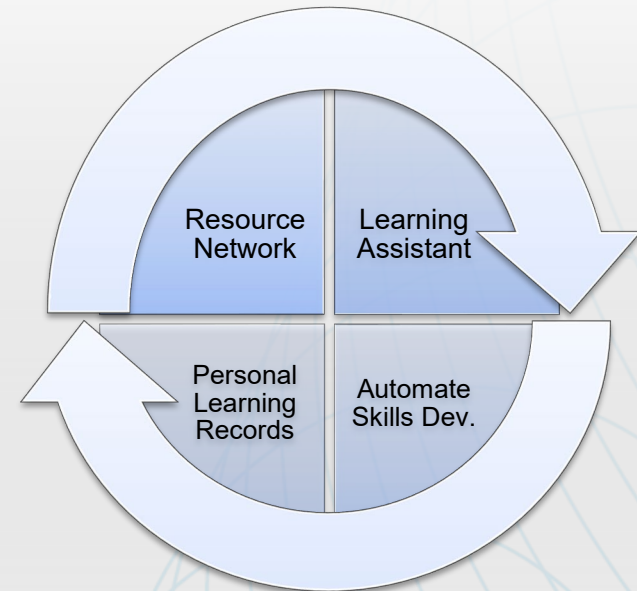 Resource
Network
Learning
Assistant
Personal
Learning
Records
Automate
Skills Dev.